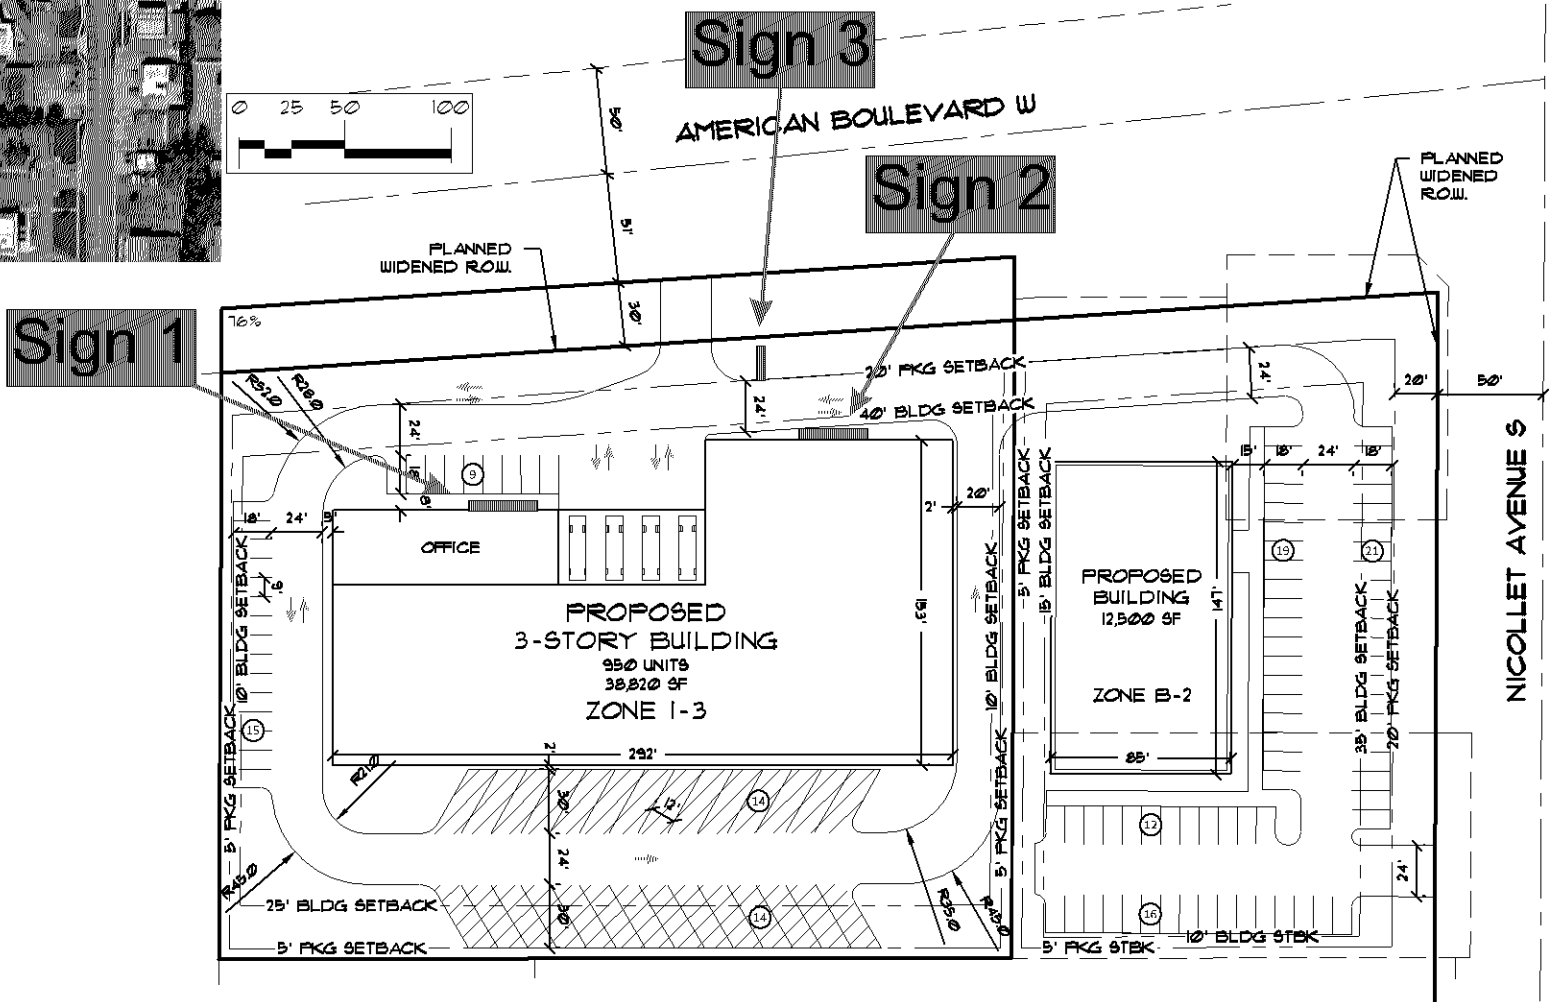 Sign 3
0 25 50 100
50'
AMERICAN BOULEVARD W
PLANNED
WIDENED
R.O.W.
Sign 2
51'
PLANNED
WIDENED R.O.W.
30'
76%
Sign 1
20' PKG SETBACK
24'
20'
50'
R52.0
R28.0
24'
24'
40' BLDG SETBACK
NICOLLET AVENUE S
18'
9
8'
15'
18'
24'
18'
18'
24'
5'
2'
20'
5' PKG SETBACK
15' BLDG SETBACK
OFFICE
19
21
10' BLDG SETBACK
9'
PROPOSED
3-STORY BUILDING
950 UNITS
38,820 SF
ZONE I-3
153'
10' BLDG SETBACK
PROPOSED
BUILDING
12,500 SF
147'
ZONE B-2
35' BLDG SETBACK
20' PKG SETBACK
15
5' PKG SETBACK
2'
292'
85'
R21.0
30'
12'
14
5' PKG SETBACK
12
24'
24'
R45.0
25' BLDG SETBACK
30'
14
R35.0
R45.0
16
5' PKG SETBACK
5' PKG STBK
10' BLDG STBK